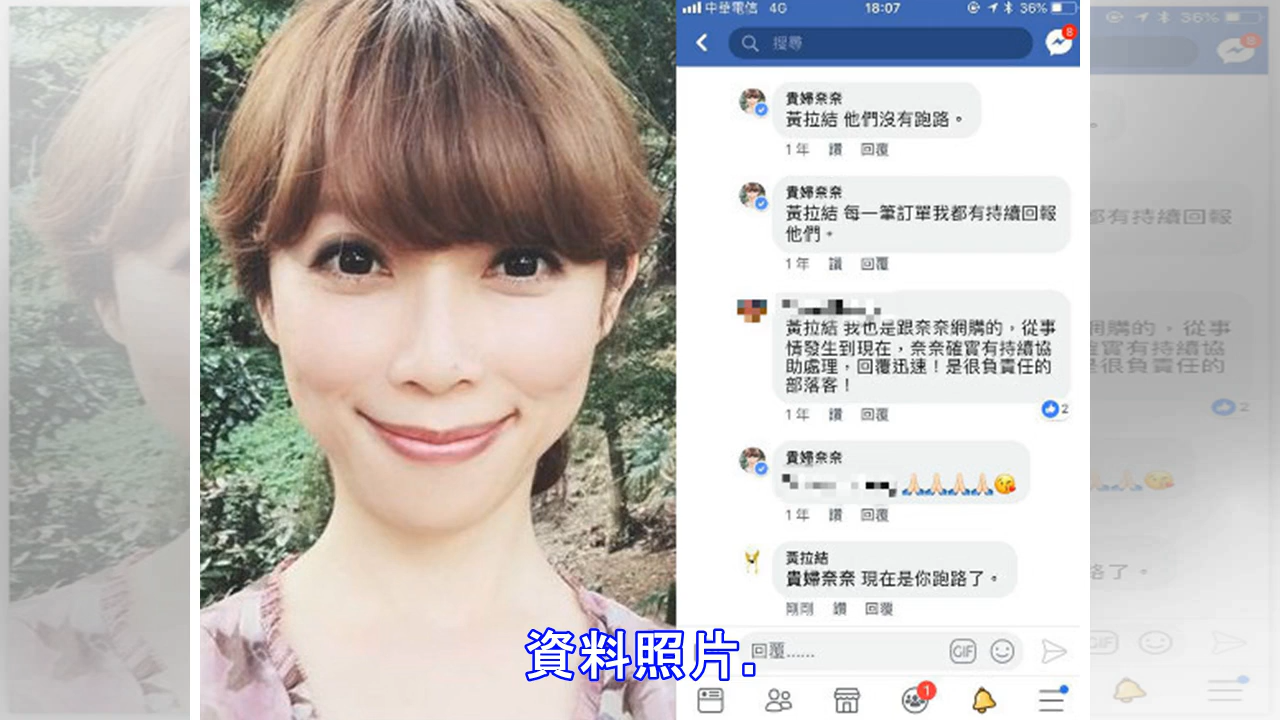 中華電信 4G 18:07 36%
搜尋
8
貴婦奈奈
黃拉結 他們沒有跑路。
1年 讚 回覆
貴婦奈奈
黃拉結 每一筆訂單我都有持續回報
他們。
1年 讚 回覆
黃拉結 我也是跟奈奈網購的，從事
情發生到現在，奈奈確實有持續協
助處理，回覆迅速！是很負責任的
部落客！
1年 讚 回覆
2
貴婦奈奈
1年 讚 回覆
黃拉結
貴婦奈奈 現在是你跑路了。
剛剛 讚 回覆
回覆......
GIF
1
資料照片.